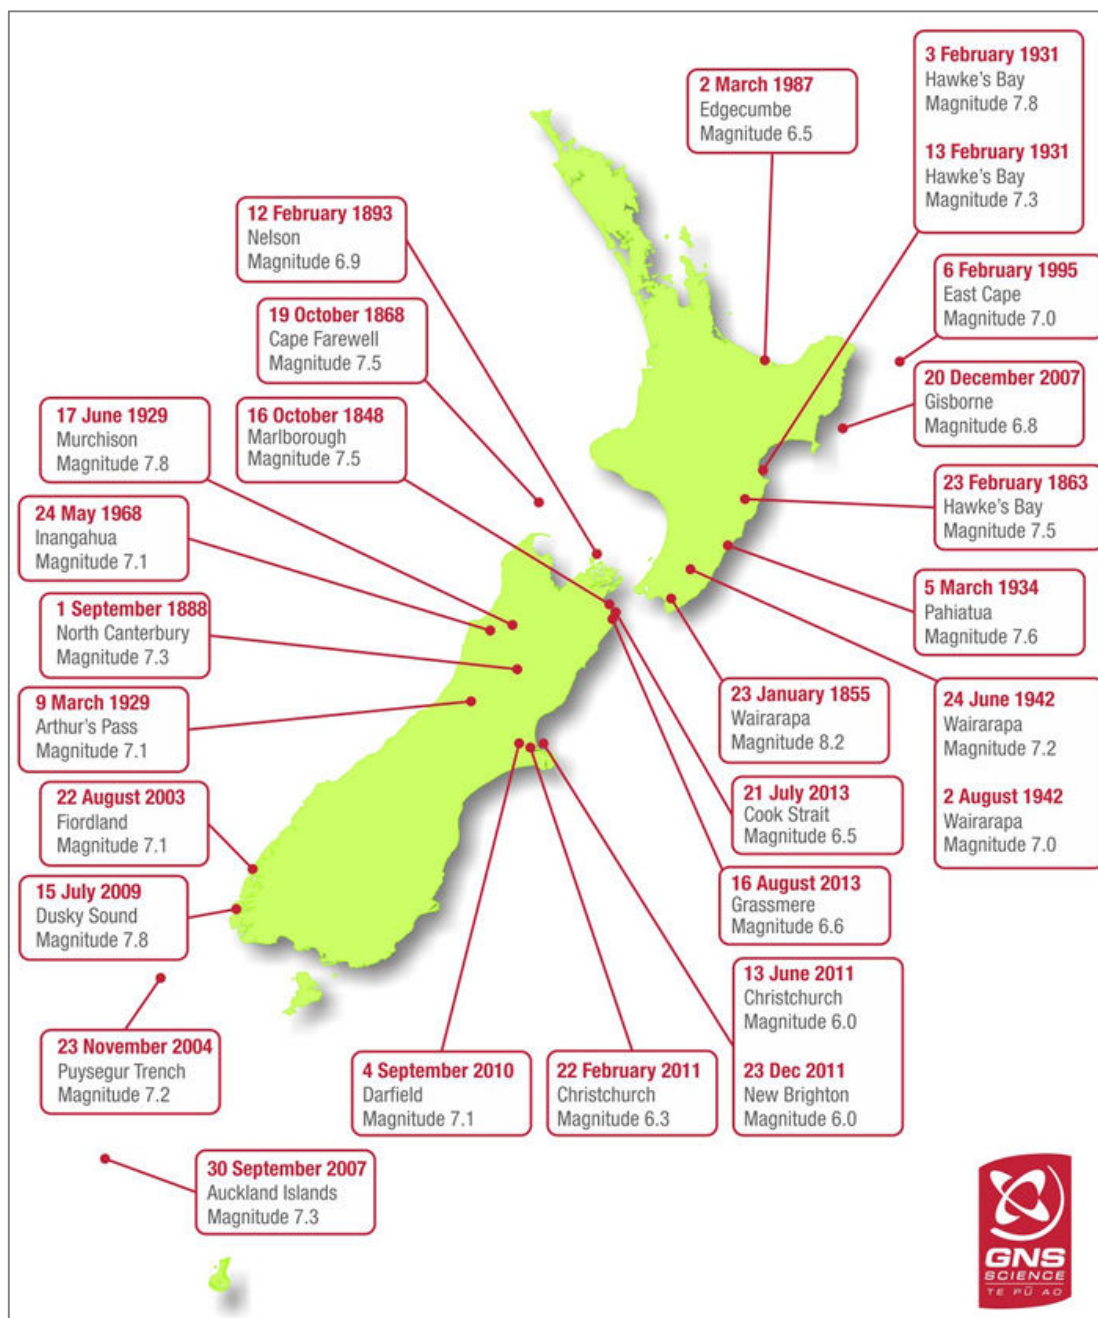 3 February 1931
Hawke's Bay
Magnitude 7.8
13 February 1931
Hawke's Bay
Magnitude 7.3
2 March 1987
Edgecumbe
Magnitude 6.5
12 February 1893
Nelson
Magnitude 6.9
6 February 1995
East Cape
Magnitude 7.0
19 October 1868
Cape Farewell
Magnitude 7.5
20 December 2007
Gisborne
Magnitude 6.8
17 June 1929
Murchison
Magnitude 7.8
16 October 1848
Marlborough
Magnitude 7.5
23 February 1863
Hawke's Bay
Magnitude 7.5
24 May 1968
Inangahua
Magnitude 7.1
5 March 1934
Pahiatua
Magnitude 7.6
1 September 1888
North Canterbury
Magnitude 7.3
23 January 1855
Wairarapa
Magnitude 8.2
24 June 1942
Wairarapa
Magnitude 7.2
2 August 1942
Wairarapa
Magnitude 7.0
9 March 1929
Arthur's Pass
Magnitude 7.1
21 July 2013
Cook Strait
Magnitude 6.5
22 August 2003
Fiordland
Magnitude 7.1
16 August 2013
Grassmere
Magnitude 6.6
15 July 2009
Dusky Sound
Magnitude 7.8
13 June 2011
Christchurch
Magnitude 6.0
23 Dec 2011
New Brighton
Magnitude 6.0
23 November 2004
Puysegur Trench
Magnitude 7.2
4 September 2010
Darfield
Magnitude 7.1
22 February 2011
Christchurch
Magnitude 6.3
30 September 2007
Auckland Islands
Magnitude 7.3
GNS
SCIENCE
TE PŪ AO